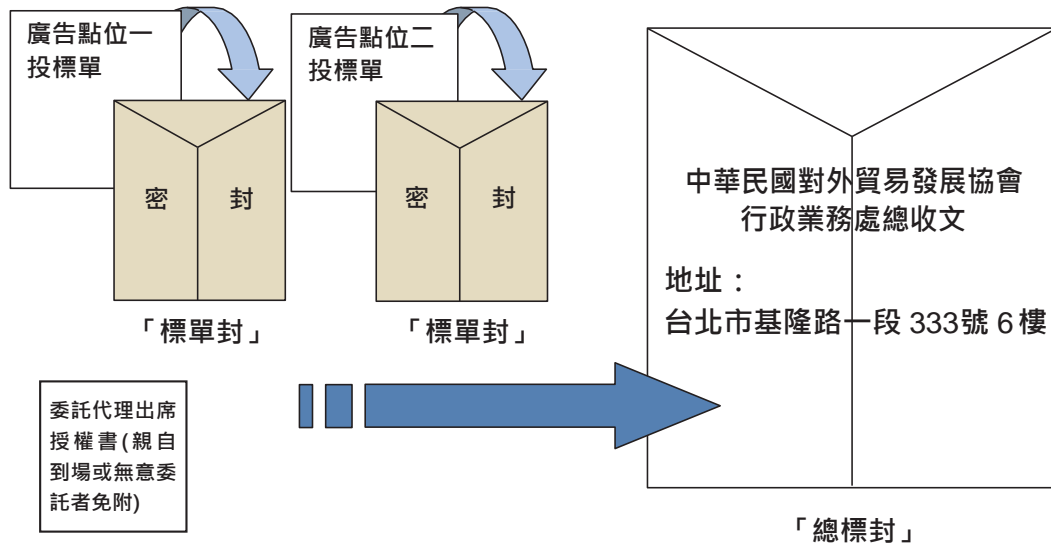 廣告點位一
投標單
密 封
「標單封」
廣告點位二
投標單
密 封
「標單封」
委託代理出席
授權書(親自
到場或無意委
託者免附)
中華民國對外貿易發展協會
行政業務處總收文
地址：
台北市基隆路一段 333號 6 樓
「總標封」